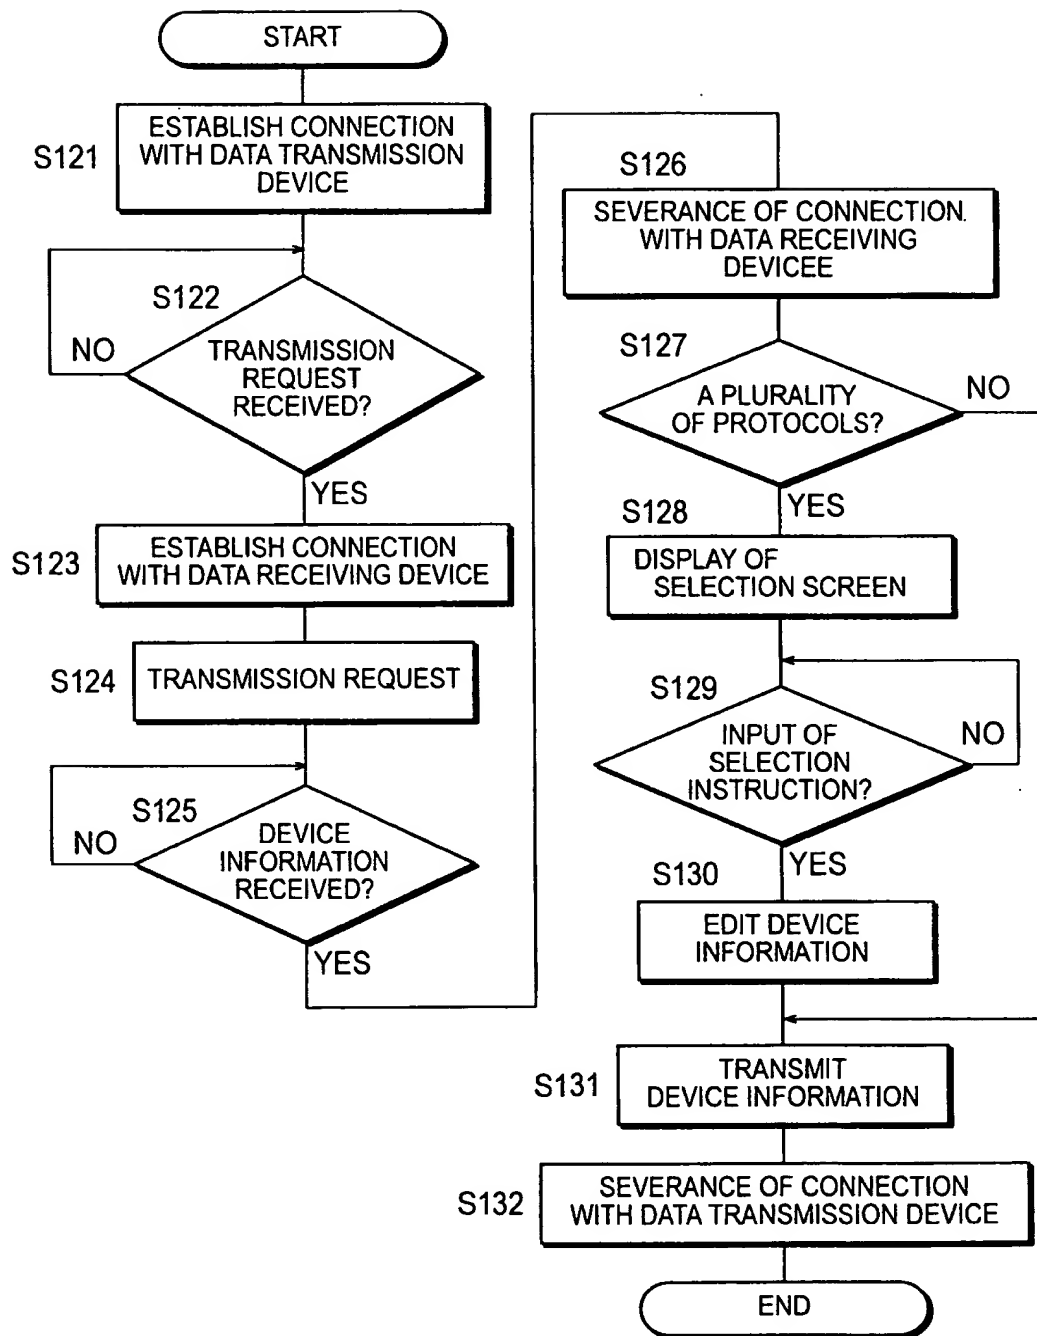 START
S121
ESTABLISH CONNECTION
WITH DATA TRANSMISSION
DEVICE
S122
NO
TRANSMISSION
REQUEST
RECEIVED?
YES
S123
ESTABLISH CONNECTION
WITH DATA RECEIVING DEVICE
S124
TRANSMISSION REQUEST
S125
NO
DEVICE
INFORMATION
RECEIVED?
YES
S126
SEVERANCE OF CONNECTION.
WITH DATA RECEIVING
DEVICEE
S127
A PLURALITY
OF PROTOCOLS?
NO
YES
S128
DISPLAY OF
SELECTION SCREEN
S129
INPUT OF
SELECTION
INSTRUCTION?
NO
YES
S130
EDIT DEVICE
INFORMATION
S131
TRANSMIT
DEVICE INFORMATION
S132
SEVERANCE OF CONNECTION
WITH DATA TRANSMISSION DEVICE
END